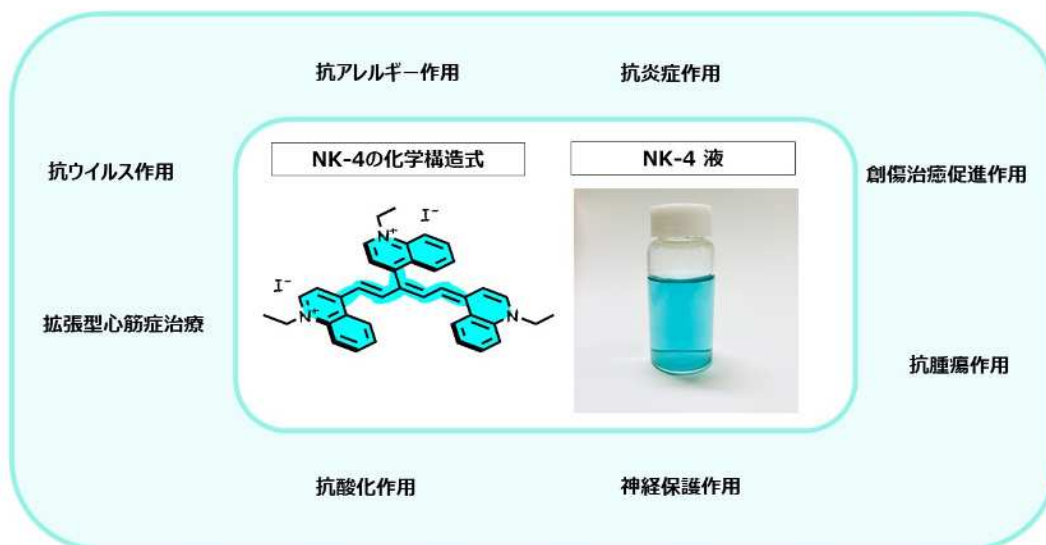 抗アレルギー作用
抗炎症作用
抗ウイルス作用
NK-4の化学構造式
NK-4 液
創傷治癒促進作用
I⁻
N⁺
I⁻
N⁺
N
拡張型心筋症治療
抗腫瘍作用
抗酸化作用
神経保護作用